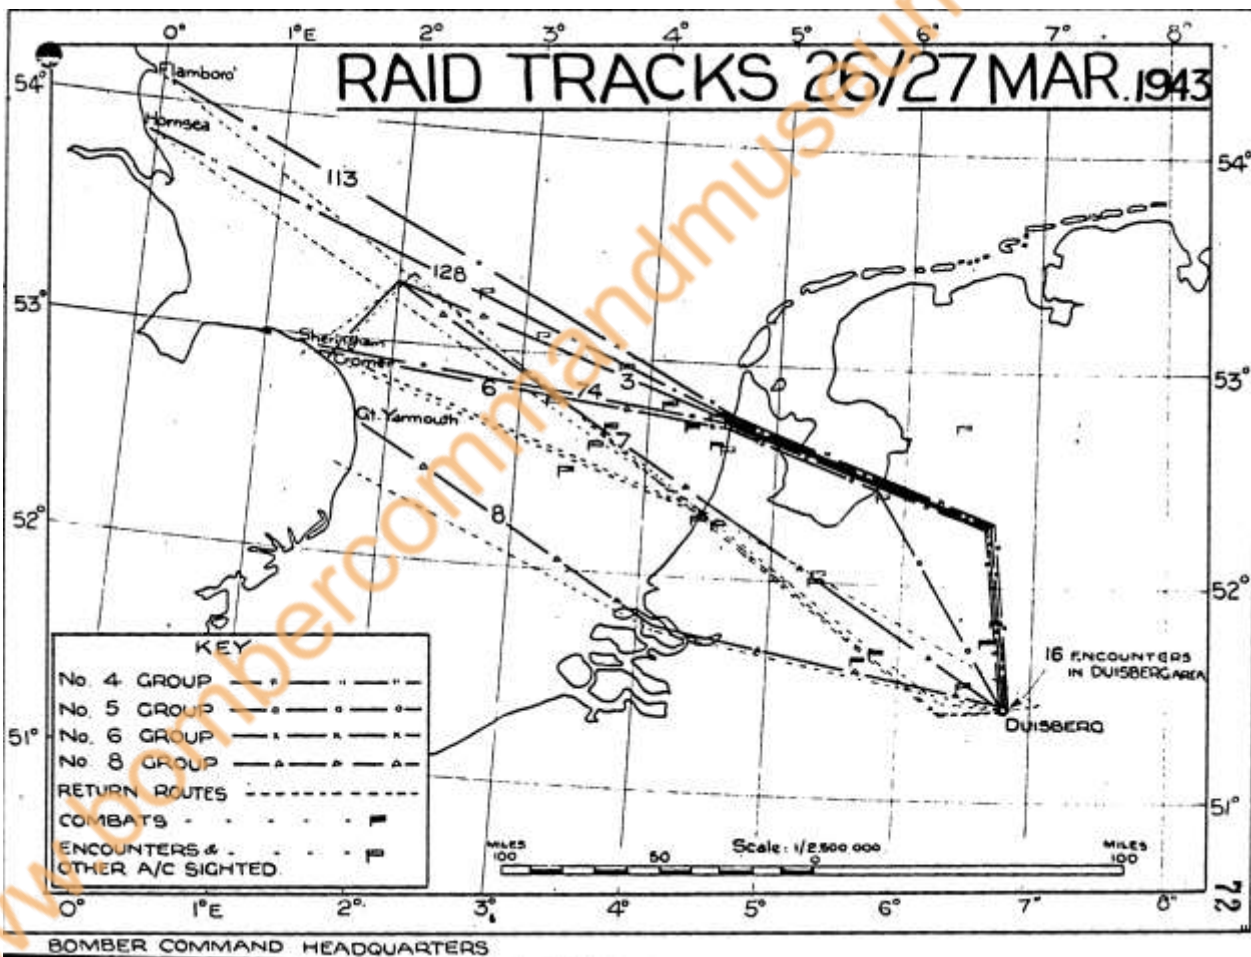 0° 1°E 2° 3° 4° 5° 6° 7°
RAID TRACKS 26/27 MAR. 1943
54°
Flamboro'
Hornsea
54°
113
128
53°
Sheringham
Cromer
3
6
74
53°
Gt. Yarmouth
8
52°
52°
KEY
No. 4 GROUP
No. 5 GROUP
No. 6 GROUP
No. 8 GROUP
RETURN ROUTES
COMBATS
ENCOUNTERS &
OTHER A/C SIGHTED.
16 ENCOUNTERS
IN DUISBERG AREA
DUISBERG
51°
51°
MILES
100 50 0
Scale: 1/2,500,000
MILES
100
0° 1°E 2° 3° 4° 5° 6° 7° 8°
BOMBER COMMAND HEADQUARTERS
w.bombercommandmuseum